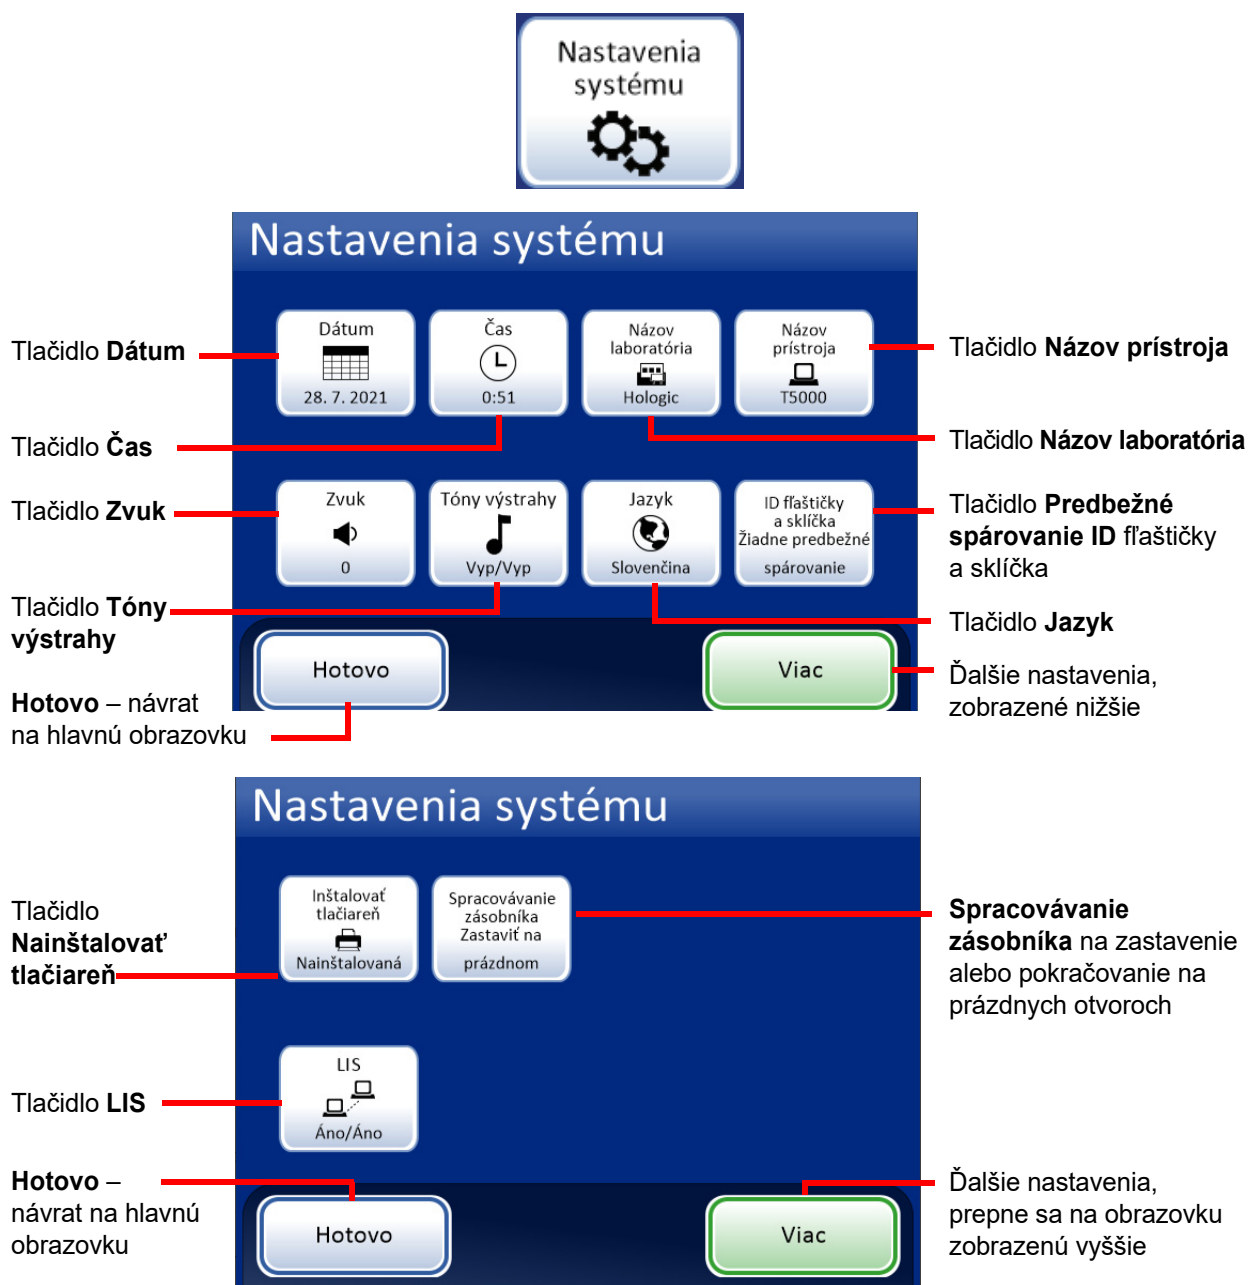 Nastavenia
systému
Nastavenia systému
Dátum
28. 7. 2021
Čas
0:51
Názov
laboratória
Hologic
Názov
prístroja
T5000
Zvuk
0
Tóny výstrahy
Vyp/Vyp
Jazyk
Slovenčina
ID fľaštičky
a sklíčka
Žiadne predbežné
spárovanie
Hotovo
Viac
Tlačidlo Dátum
Tlačidlo Čas
Tlačidlo Zvuk
Tlačidlo Tóny
výstrahy
Hotovo – návrat
na hlavnú obrazovku
Tlačidlo Názov prístroja
Tlačidlo Názov laboratória
Tlačidlo Predbežné
spárovanie ID fľaštičky
a sklíčka
Tlačidlo Jazyk
Ďalšie nastavenia,
zobrazené nižšie
Nastavenia systému
Inštalovať
tlačiareň
Nainštalovaná
Spracovávanie
zásobníka
Zastaviť na
prázdnom
LIS
Áno/Áno
Hotovo
Viac
Tlačidlo
Nainštalovať
tlačiareň
Tlačidlo LIS
Hotovo –
návrat na hlavnú
obrazovku
Spracovávanie
zásobníka na zastavenie
alebo pokračovanie na
prázdnych otvoroch
Ďalšie nastavenia,
prepne sa na obrazovku
zobrazenú vyššie